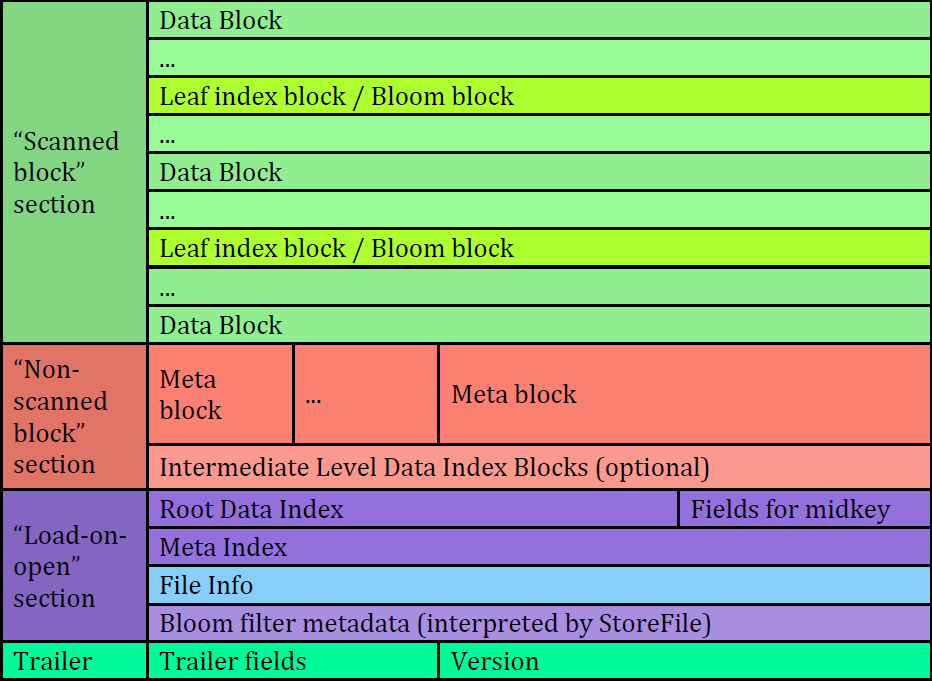 “Scanned
block”
section
Data Block
...
Leaf index block / Bloom block
...
Data Block
...
Leaf index block / Bloom block
...
Data Block
“Non-
scanned
block”
section
Meta
block
...
Meta block
Intermediate Level Data Index Blocks (optional)
“Load-on-
open”
section
Root Data Index
Fields for midkey
Meta Index
File Info
Bloom filter metadata (interpreted by StoreFile)
Trailer
Trailer fields
Version